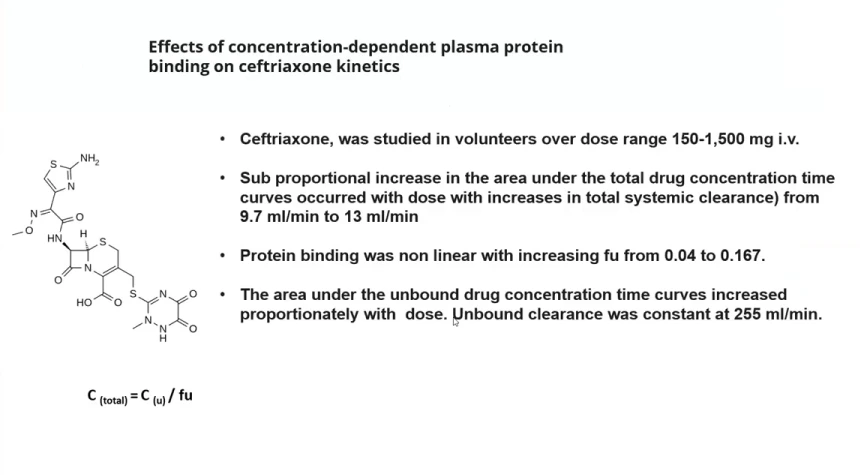 Effects of concentration-dependent plasma protein
binding on ceftriaxone kinetics
• Ceftriaxone, was studied in volunteers over dose range 150-1,500 mg i.v.
• Sub proportional increase in the area under the total drug concentration time
curves occurred with dose with increases in total systemic clearance) from
9.7 ml/min to 13 ml/min
• Protein binding was non linear with increasing fu from 0.04 to 0.167.
• The area under the unbound drug concentration time curves increased
proportionately with dose. Unbound clearance was constant at 255 ml/min.
S
NH2
N
N
O
O
HN
H
S
O
N
HO
O
S
N
O
N
N
H
O
C (total) = C (u) / fu